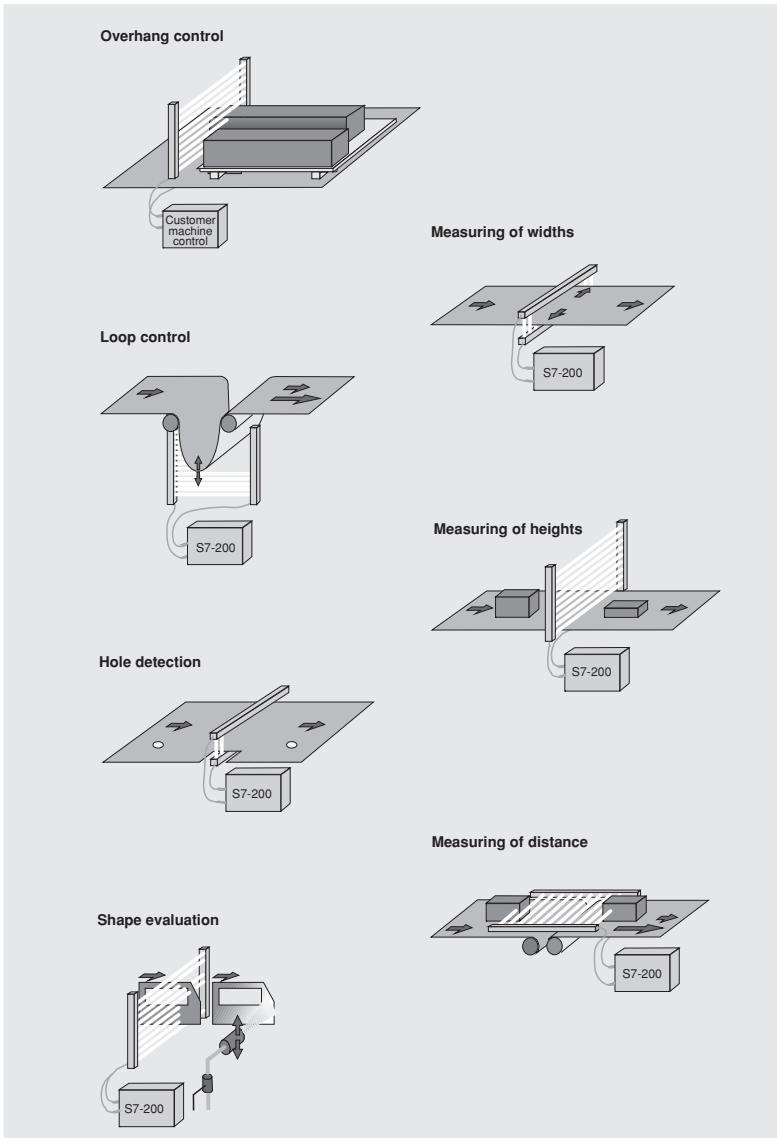 Overhang control
Customer
machine
control
Measuring of widths
S7-200
Loop control
S7-200
Measuring of heights
S7-200
Hole detection
S7-200
Measuring of distance
S7-200
Shape evaluation
S7-200